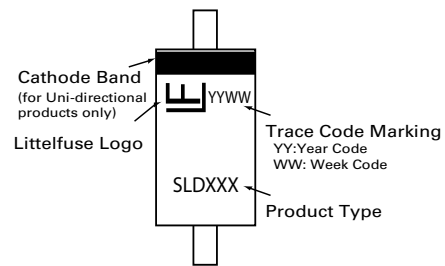 Cathode Band
(for Uni-directional
products only)
Littelfuse Logo
YYWW
Trace Code Marking
YY:Year Code
WW: Week Code
SLDXXX
Product Type